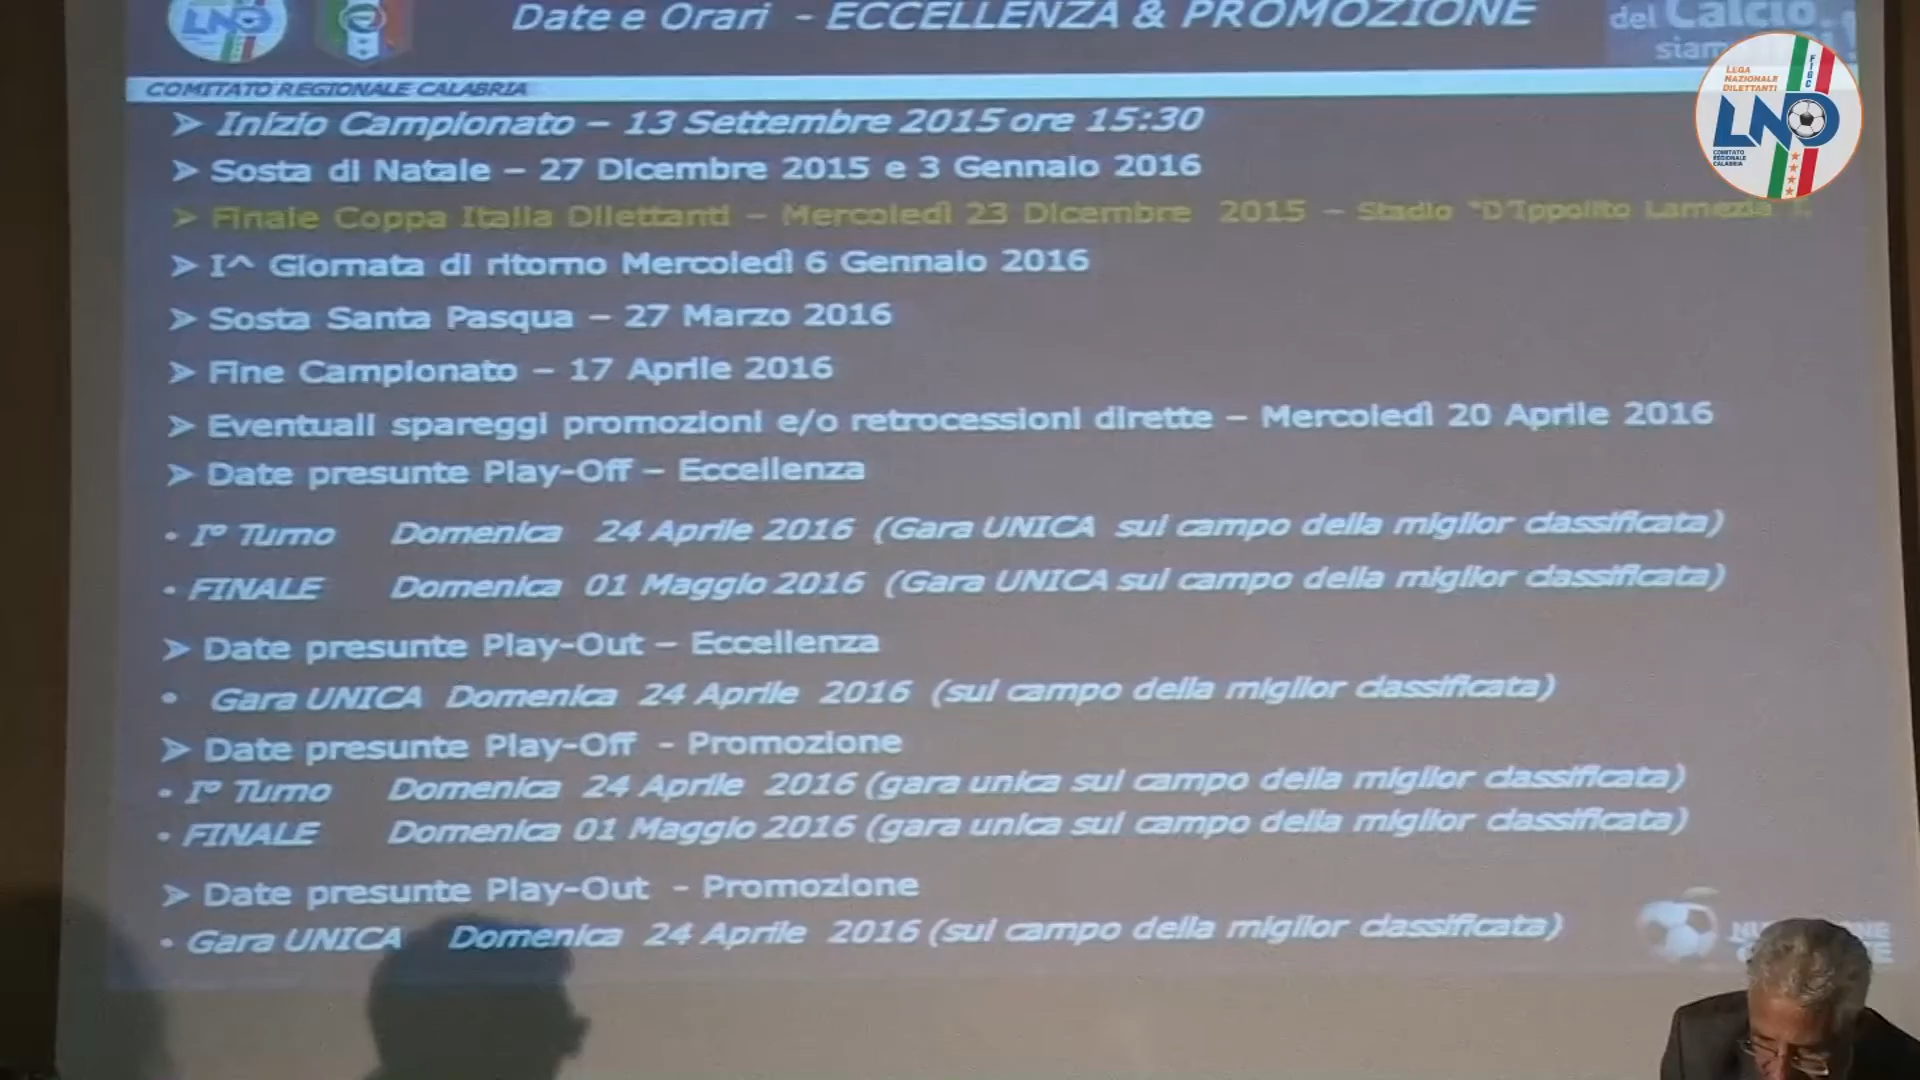 Date e Orari - ECCELLENZA & PROMOZIONE
del Calcio.
LND
COMITATO REGIONALE CALABRIA
LEGA
NAZIONALE
DILETTANTI
FIGC
LND
COMITATO
REGIONALE
CALABRIA
➤ Inizio Campionato – 13 Settembre 2015 ore 15:30
➤ Sosta di Natale – 27 Dicembre 2015 e 3 Gennaio 2016
➤ Finale Coppa Italia Dilettanti – Mercoledì 23 Dicembre 2015 – Stadio "D'Ippolito Lamezia
➤ I^ Giornata di ritorno Mercoledì 6 Gennaio 2016
➤ Sosta Santa Pasqua – 27 Marzo 2016
➤ Fine Campionato – 17 Aprile 2016
➤ Eventuali spareggi promozioni e/o retrocessioni dirette – Mercoledì 20 Aprile 2016
➤ Date presunte Play-Off – Eccellenza
• I° Turno Domenica 24 Aprile 2016 (Gara UNICA sul campo della miglior classificata)
• FINALE Domenica 01 Maggio 2016 (Gara UNICA sul campo della miglior classificata)
➤ Date presunte Play-Out – Eccellenza
• Gara UNICA Domenica 24 Aprile 2016 (sul campo della miglior classificata)
➤ Date presunte Play-Off - Promozione
• I° Turno Domenica 24 Aprile 2016 (gara unica sul campo della miglior classificata)
• FINALE Domenica 01 Maggio 2016 (gara unica sul campo della miglior classificata)
➤ Date presunte Play-Out - Promozione
• Gara UNICA Domenica 24 Aprile 2016 (sul campo della miglior classificata)